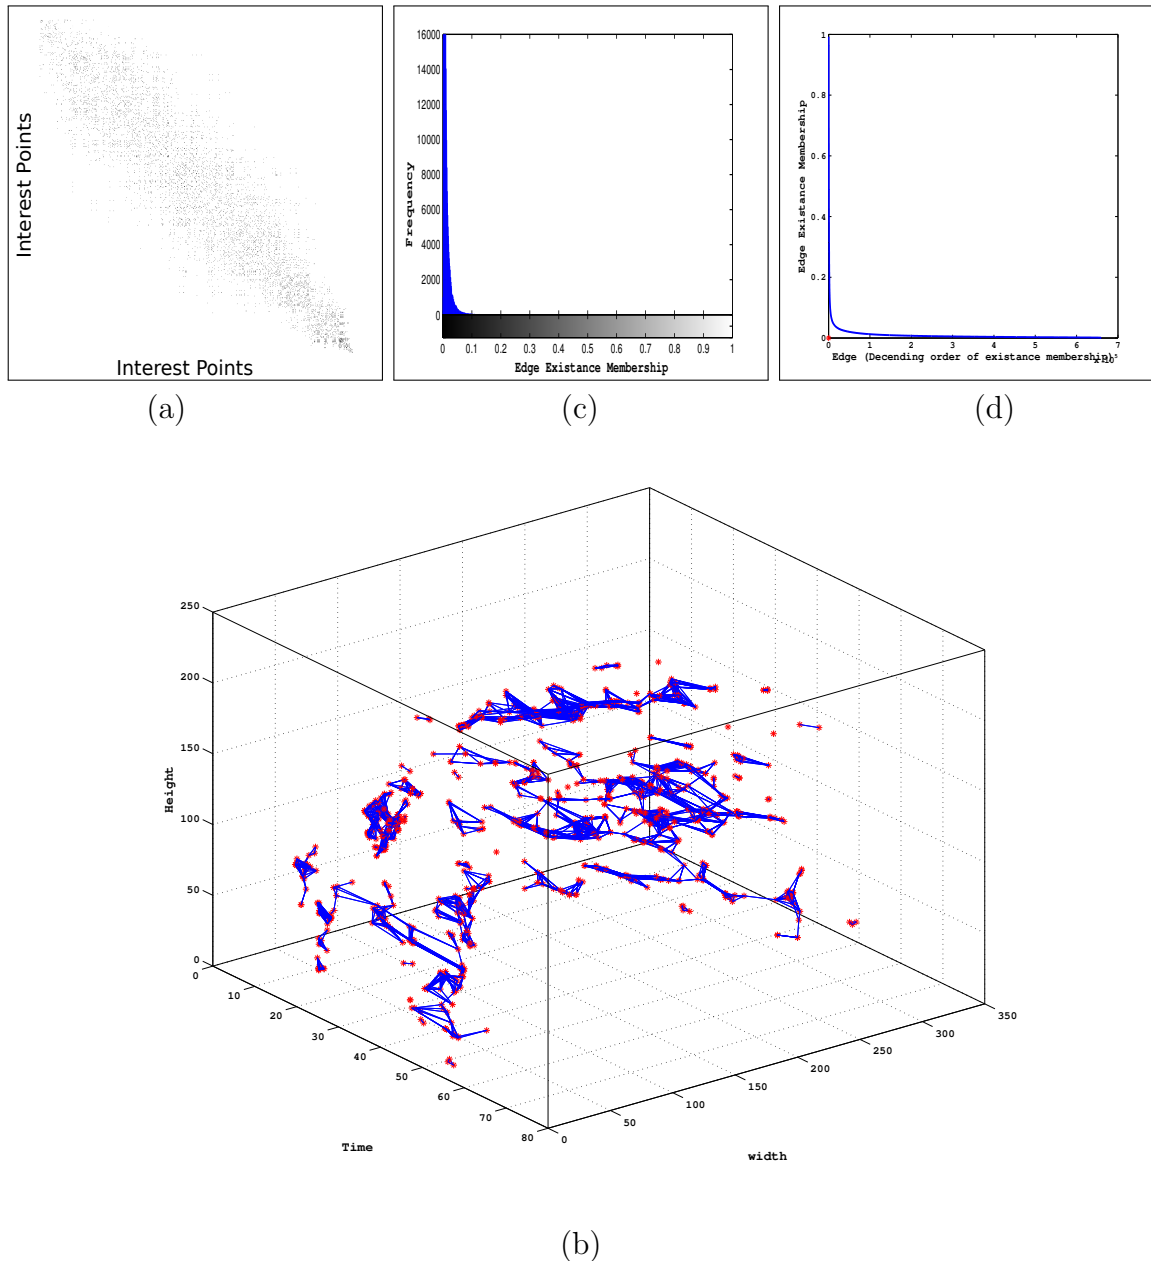 Interest Points
Interest Points
(a)
16000
14000
12000
10000
8000
6000
4000
2000
0
Frequency
0 0.1 0.2 0.3 0.4 0.5 0.6 0.7 0.8 0.9 1
Edge Existance Membership
(c)
1
0.8
0.6
0.4
0.2
0
Edge Existance Membership
0 1 2 3 4 5 6 7
Edge (Decending order of existance membership)
(d)
250
200
150
100
50
0
Height
0
10
20
30
40
50
60
70
80
Time
0
50
100
150
200
250
300
350
width
(b)